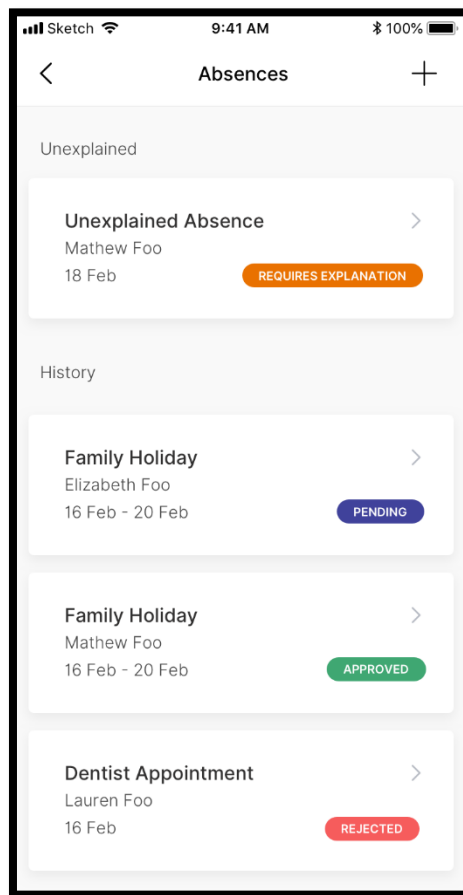 Sketch 9:41 AM 100%
Absences
Unexplained
Unexplained Absence
Mathew Foo
18 Feb REQUIRES EXPLANATION
History
Family Holiday
Elizabeth Foo
16 Feb - 20 Feb PENDING
Family Holiday
Mathew Foo
16 Feb - 20 Feb APPROVED
Dentist Appointment
Lauren Foo
16 Feb REJECTED